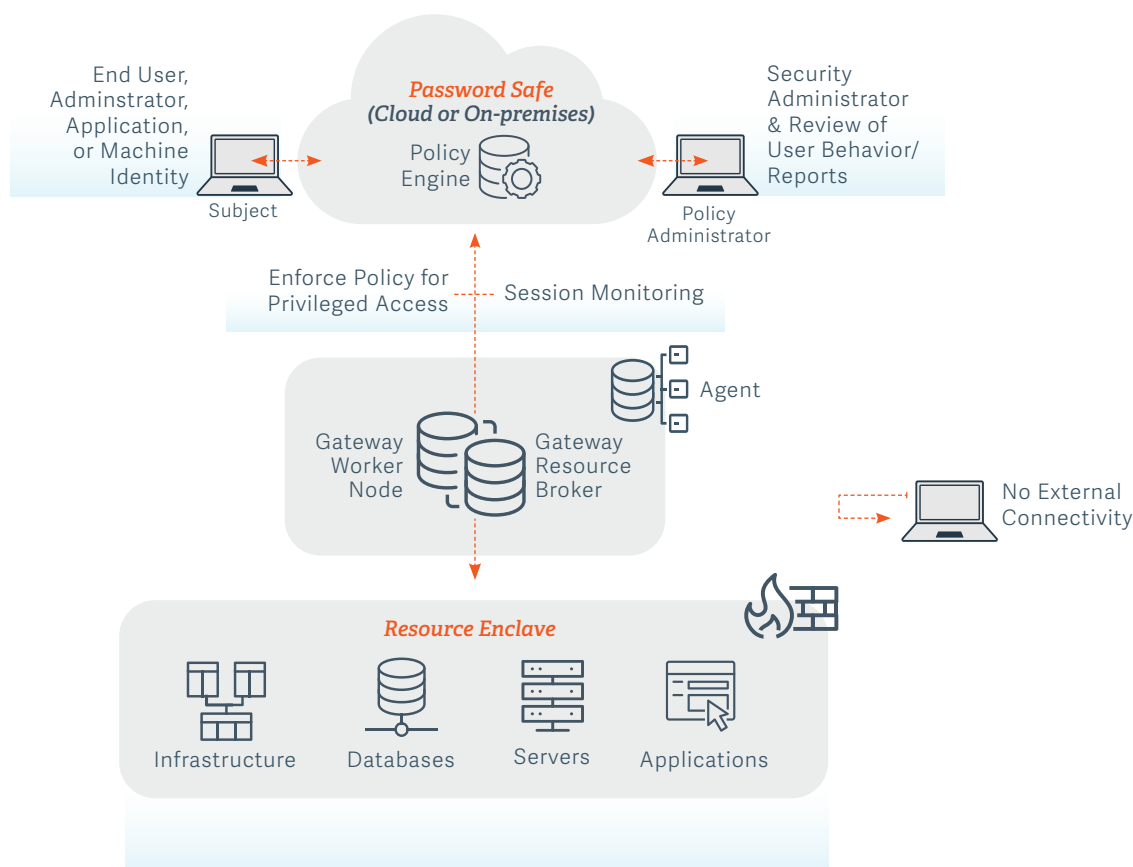 End User,
Adminstrator,
Application,
or Machine
Identity
Subject
Password Safe
(Cloud or On-premises)
Policy
Engine
Security
Administrator
& Review of
User Behavior/
Reports
Policy
Administrator
Enforce Policy for
Privileged Access
Session Monitoring
Agent
Gateway
Worker
Node
Gateway
Resource
Broker
No External
Connectivity
Resource Enclave
Infrastructure
Databases
Servers
Applications